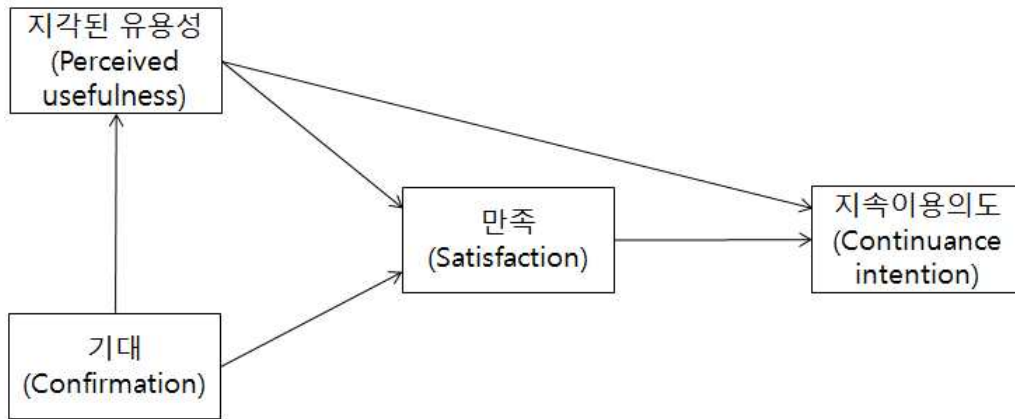 지각된 유용성
(Perceived
usefulness)
만족
(Satisfaction)
지속이용의도
(Continuance
intention)
기대
(Confirmation)